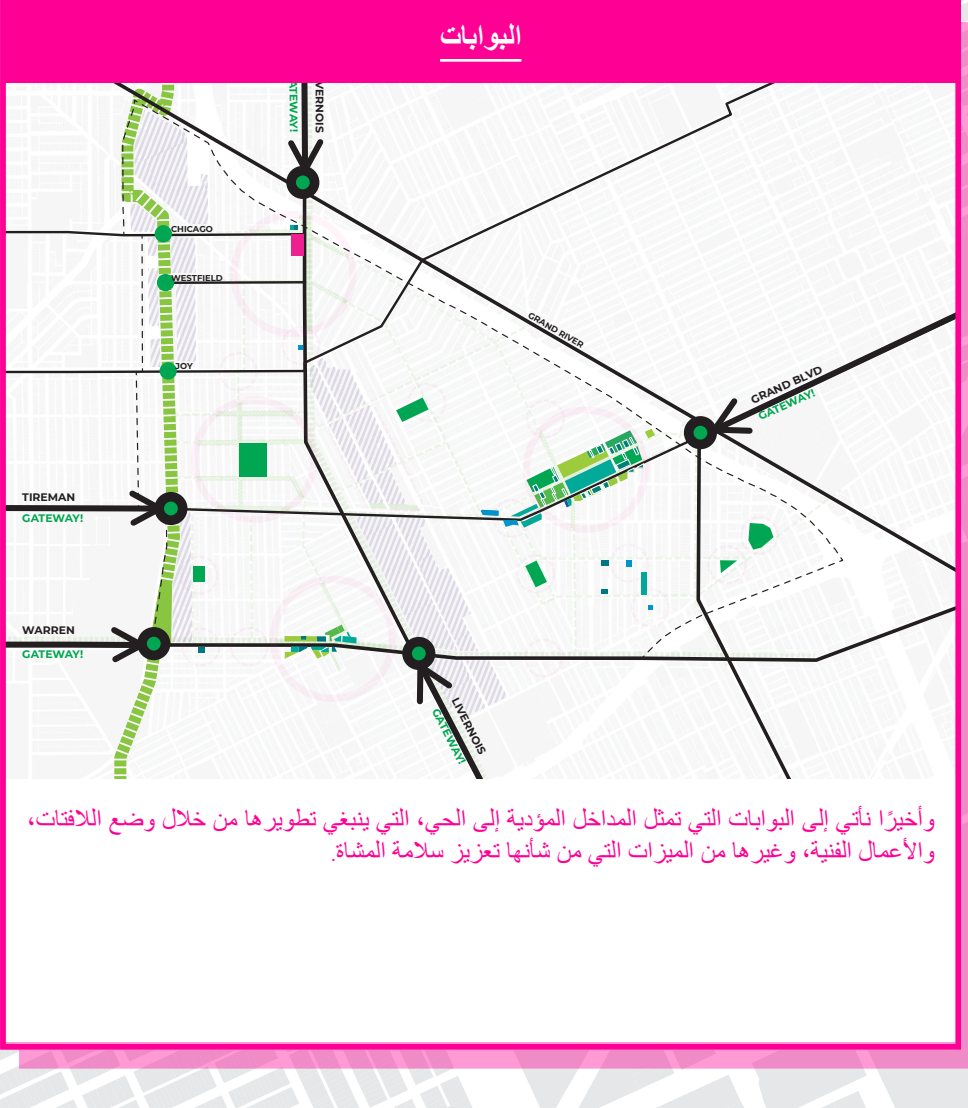 البوابات
VERNOIS
ATEWAY!
CHICAGO
WESTFIELD
JOY
GRAND RIVER
GRAND BLVD
GATEWAY!
TIREMAN
GATEWAY!
WARREN
GATEWAY!
LIVERNOIS
GATEWAY!
وأخيرًا نأتي إلى البوابات التي تمثل المداخل المؤدية إلى الحي، التي ينبغي تطويرها من خلال وضع اللافتات،
والأعمال الفنية، وغيرها من الميزات التي من شأنها تعزيز سلامة المشاة.